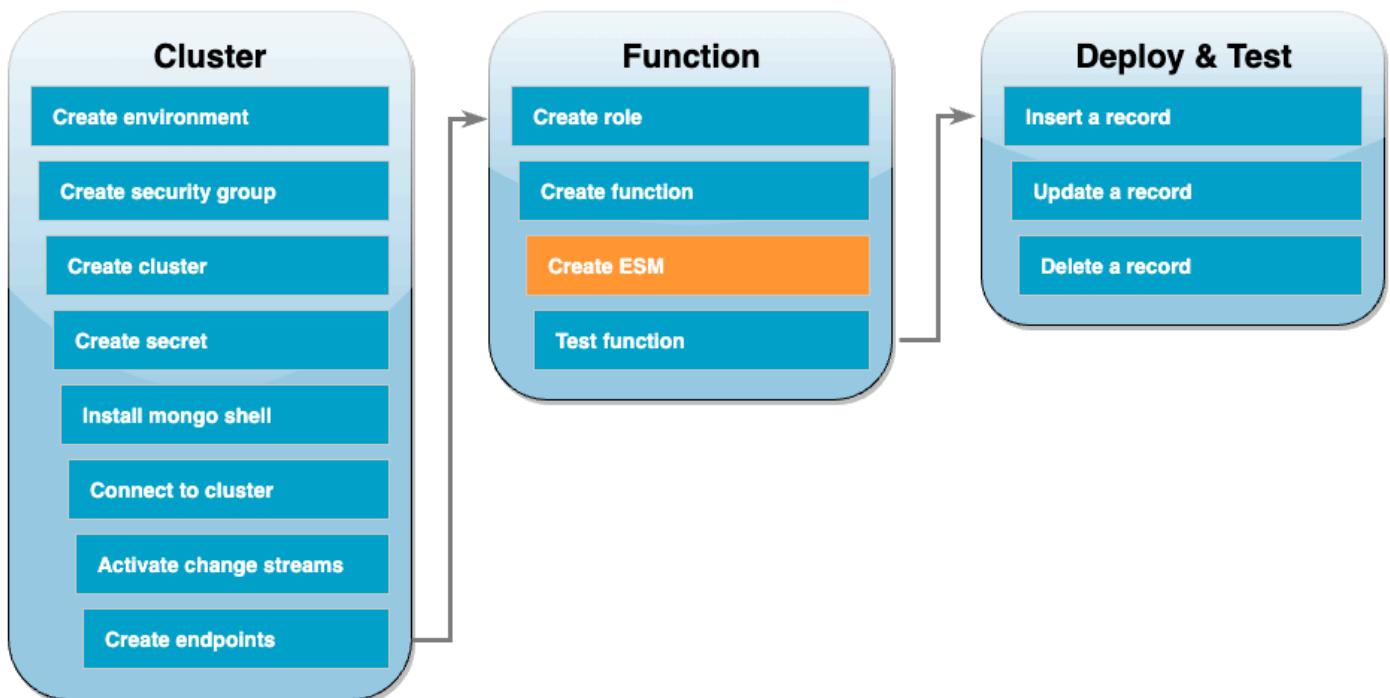 Cluster
Create environment
Create security group
Create cluster
Create secret
Install mongo shell
Connect to cluster
Activate change streams
Create endpoints
Function
Create role
Create function
Create ESM
Test function
Deploy & Test
Insert a record
Update a record
Delete a record